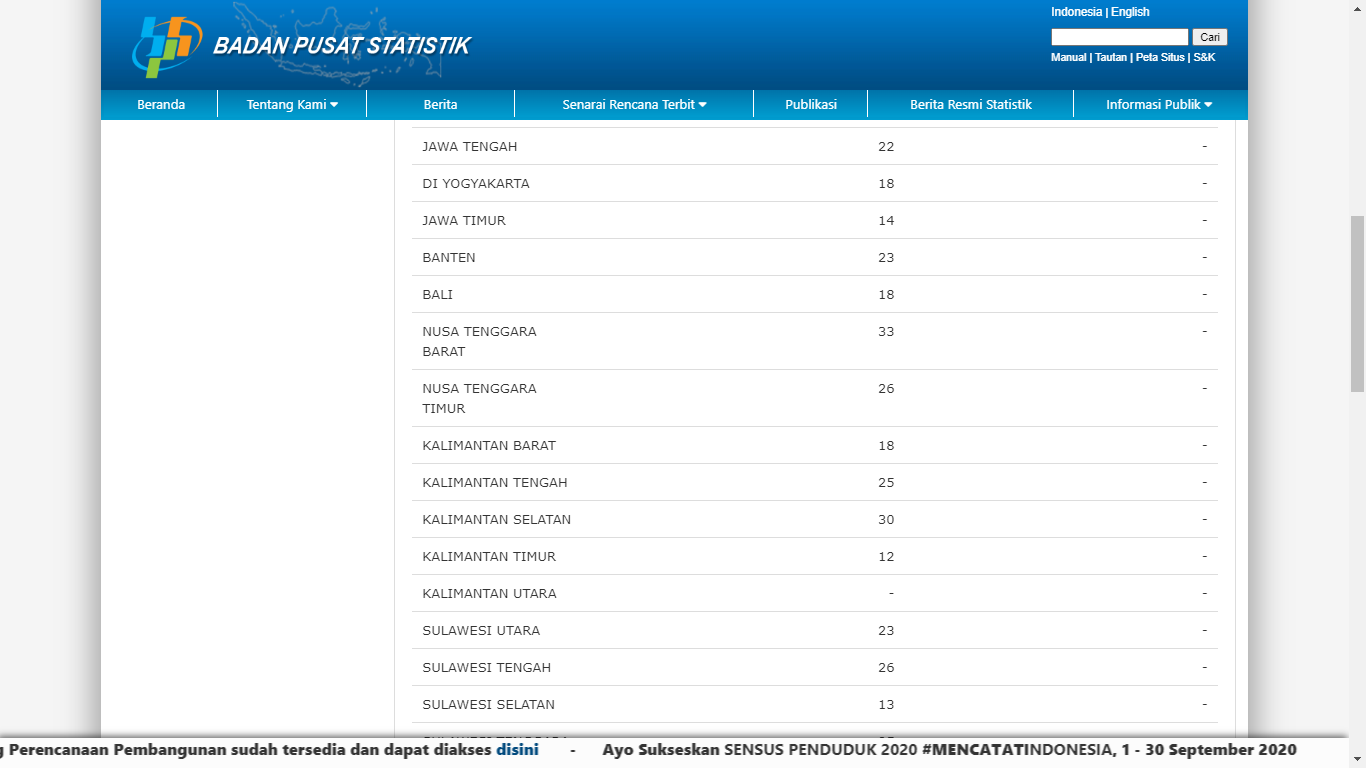 Indonesia | English
BADAN PUSAT STATISTIK
Cari
Manual | Tautan | Peta Situs | S&K
Beranda Tentang Kami Berita Senarai Rencana Terbit Publikasi Berita Resmi Statistik Informasi Publik
JAWA TENGAH 22 -
DI YOGYAKARTA 18 -
JAWA TIMUR 14 -
BANTEN 23 -
BALI 18 -
NUSA TENGGARA 33 -
BARAT
NUSA TENGGARA 26 -
TIMUR
KALIMANTAN BARAT 18 -
KALIMANTAN TENGAH 25 -
KALIMANTAN SELATAN 30 -
KALIMANTAN TIMUR 12 -
KALIMANTAN UTARA - -
SULAWESI UTARA 23 -
SULAWESI TENGAH 26 -
SULAWESI SELATAN 13 -
Perencanaan Pembangunan sudah tersedia dan dapat diakses disini - Ayo Sukseskan SENSUS PENDUDUK 2020 #MENCATATINDONESIA, 1 - 30 September 2020